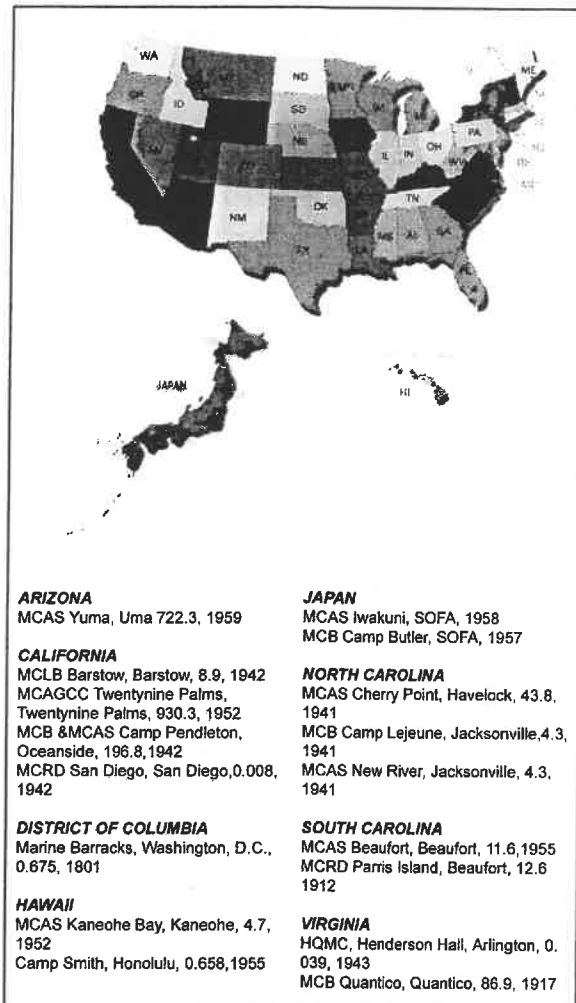 WA
MT
ND
ME
OR
ID
SD
WI
NE
PA
IL
IN
OH
WV
NV
CO
NM
OK
TN
TX
LA
MS
AL
GA
FL
JAPAN
HI
ARIZONA
MCAS Yuma, Uma 722.3, 1959
CALIFORNIA
MCLB Barstow, Barstow, 8.9, 1942
MCAGCC Twentynine Palms,
Twentynine Palms, 930.3, 1952
MCB &MCAS Camp Pendleton,
Oceanside, 196.8,1942
MCRD San Diego, San Diego,0.008,
1942
DISTRICT OF COLUMBIA
Marine Barracks, Washington, D.C.,
0.675, 1801
HAWAII
MCAS Kaneohe Bay, Kaneohe, 4.7,
1952
Camp Smith, Honolulu, 0.658,1955
JAPAN
MCAS Iwakuni, SOFA, 1958
MCB Camp Butler, SOFA, 1957
NORTH CAROLINA
MCAS Cherry Point, Havelock, 43.8,
1941
MCB Camp Lejeune, Jacksonville,4.3,
1941
MCAS New River, Jacksonville, 4.3,
1941
SOUTH CAROLINA
MCAS Beaufort, Beaufort, 11.6,1955
MCRD Parris Island, Beaufort, 12.6
1912
VIRGINIA
HQMC, Henderson Hall, Arlington, 0.
039, 1943
MCB Quantico, Quantico, 86.9, 1917